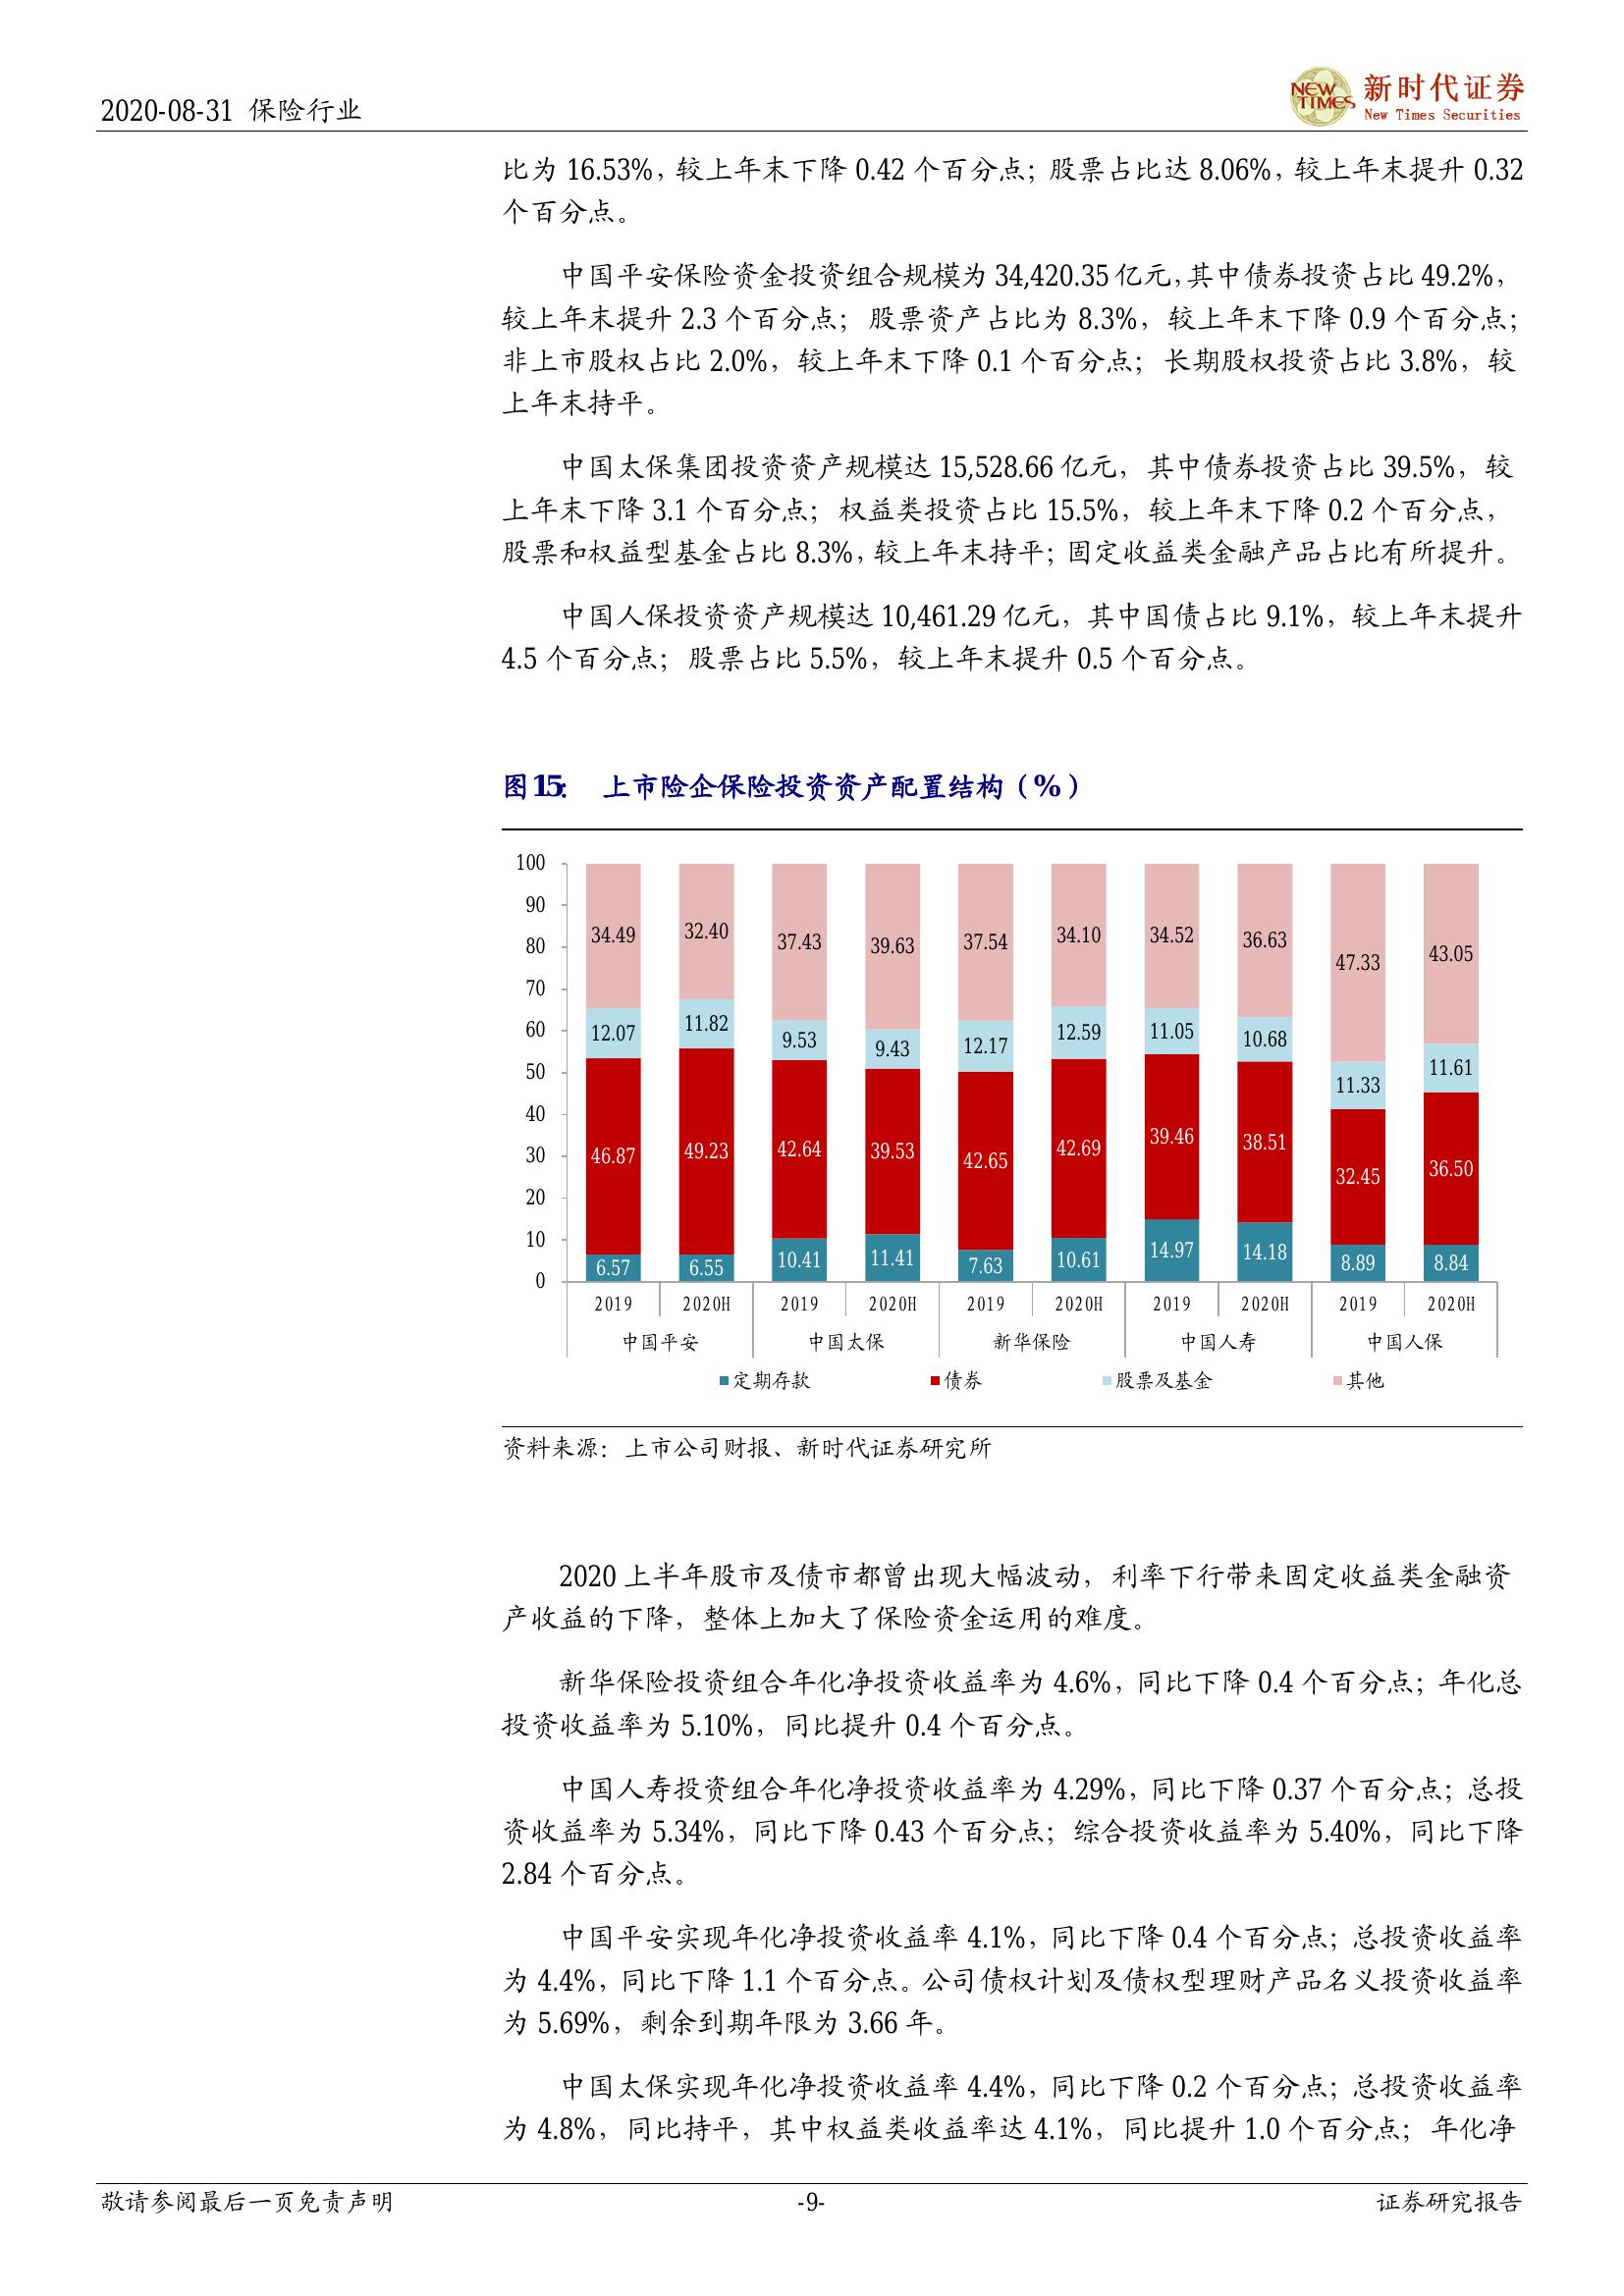 2020-08-31 保险行业
NEW TIMES 新时代证券
New Times Securities
比为 16.53%，较上年末下降 0.42 个百分点；股票占比达 8.06%，较上年末提升 0.32
个百分点。
中国平安保险资金投资组合规模为 34,420.35 亿元，其中债券投资占比 49.2%，
较上年末提升 2.3 个百分点；股票资产占比为 8.3%，较上年末下降 0.9 个百分点；
非上市股权占比 2.0%，较上年末下降 0.1 个百分点；长期股权投资占比 3.8%，较
上年末持平。
中国太保集团投资资产规模达 15,528.66 亿元，其中债券投资占比 39.5%，较
上年末下降 3.1 个百分点；权益类投资占比 15.5%，较上年末下降 0.2 个百分点，
股票和权益型基金占比 8.3%，较上年末持平；固定收益类金融产品占比有所提升。
中国人保投资资产规模达 10,461.29 亿元，其中国债占比 9.1%，较上年末提升
4.5 个百分点；股票占比 5.5%，较上年末提升 0.5 个百分点。
图15： 上市险企保险投资资产配置结构（%）
100
90
80
70
60
50
40
30
20
10
0
34.49 32.40 37.43 39.63 37.54 34.10 34.52 36.63 47.33 43.05
12.07 11.82 9.53 9.43 12.17 12.59 11.05 10.68 11.33 11.61
46.87 49.23 42.64 39.53 42.65 42.69 39.46 38.51 32.45 36.50
6.57 6.55 10.41 11.41 7.63 10.61 14.97 14.18 8.89 8.84
2019 2020H 2019 2020H 2019 2020H 2019 2020H 2019 2020H
中国平安 中国太保 新华保险 中国人寿 中国人保
定期存款 债券 股票及基金 其他
资料来源：上市公司财报、新时代证券研究所
2020 上半年股市及债市都曾出现大幅波动，利率下行带来固定收益类金融资
产收益的下降，整体上加大了保险资金运用的难度。
新华保险投资组合年化净投资收益率为 4.6%，同比下降 0.4 个百分点；年化总
投资收益率为 5.10%，同比提升 0.4 个百分点。
中国人寿投资组合年化净投资收益率为 4.29%，同比下降 0.37 个百分点；总投
资收益率为 5.34%，同比下降 0.43 个百分点；综合投资收益率为 5.40%，同比下降
2.84 个百分点。
中国平安实现年化净投资收益率 4.1%，同比下降 0.4 个百分点；总投资收益率
为 4.4%，同比下降 1.1 个百分点。公司债权计划及债权型理财产品名义投资收益率
为 5.69%，剩余到期年限为 3.66 年。
中国太保实现年化净投资收益率 4.4%，同比下降 0.2 个百分点；总投资收益率
为 4.8%，同比持平，其中权益类收益率达 4.1%，同比提升 1.0 个百分点；年化净
敬请参阅最后一页免责声明 -9- 证券研究报告